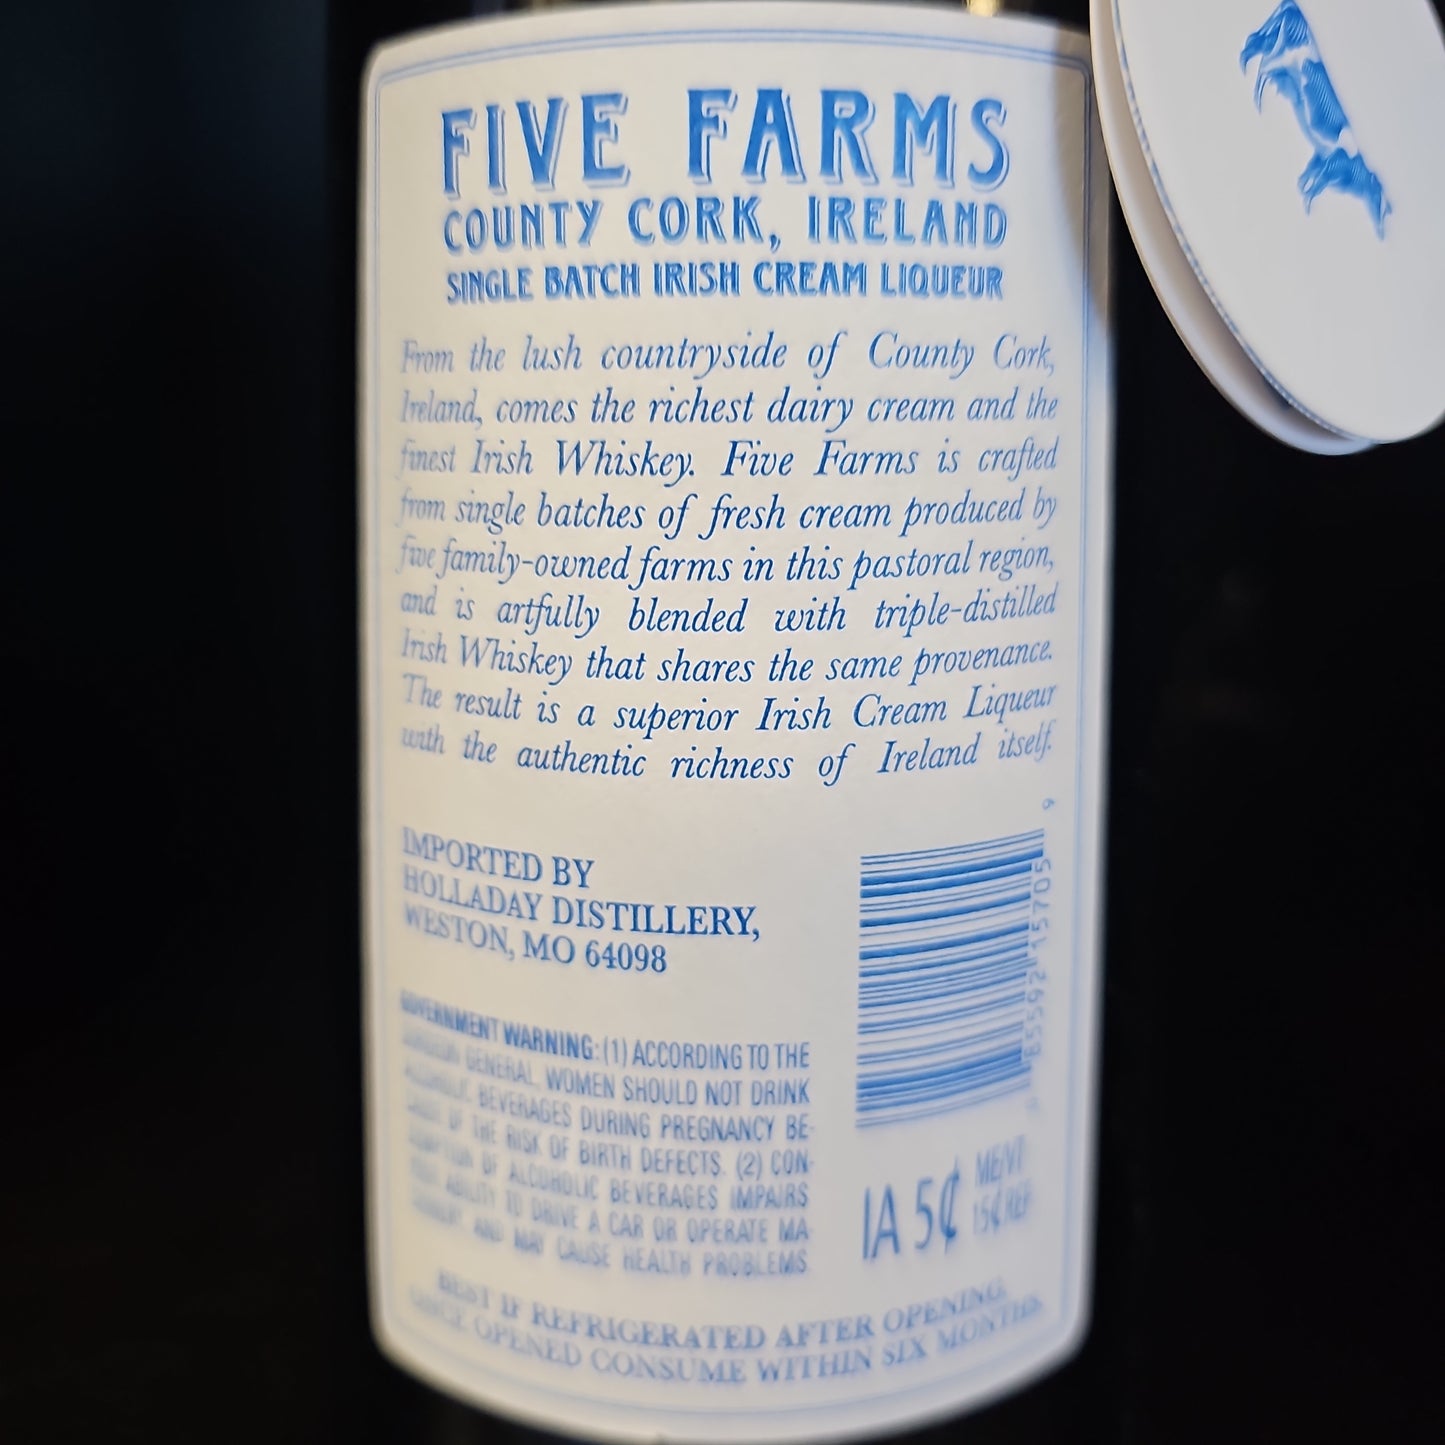 FIVE FARMS
COUNTY CORK, IRELAND
SINGLE BATCH IRISH CREAM LIQUEUR
From the lush countryside of County Cork,
Ireland, comes the richest dairy cream and the
finest Irish Whiskey. Five Farms is crafted
from single batches of fresh cream produced by
five family-owned farms in this pastoral region,
and is artfully blended with triple-distilled
Irish Whiskey that shares the same provenance.
The result is a superior Irish Cream Liqueur
with the authentic richness of Ireland itself.
IMPORTED BY
HOLLADAY DISTILLERY,
WESTON, MO 64098
GOVERNMENT WARNING: (1) ACCORDING TO THE
SURGEON GENERAL, WOMEN SHOULD NOT DRINK
ALCOHOLIC BEVERAGES DURING PREGNANCY BE-
CAUSE OF THE RISK OF BIRTH DEFECTS. (2) CON-
SUMPTION OF ALCOHOLIC BEVERAGES IMPAIRS
YOUR ABILITY TO DRIVE A CAR OR OPERATE MA-
CHINERY, AND MAY CAUSE HEALTH PROBLEMS.
85592 15705 9
IA 5¢
ME/VT
15¢ REF
BEST IF REFRIGERATED AFTER OPENING.
ONCE OPENED CONSUME WITHIN SIX MONTHS.